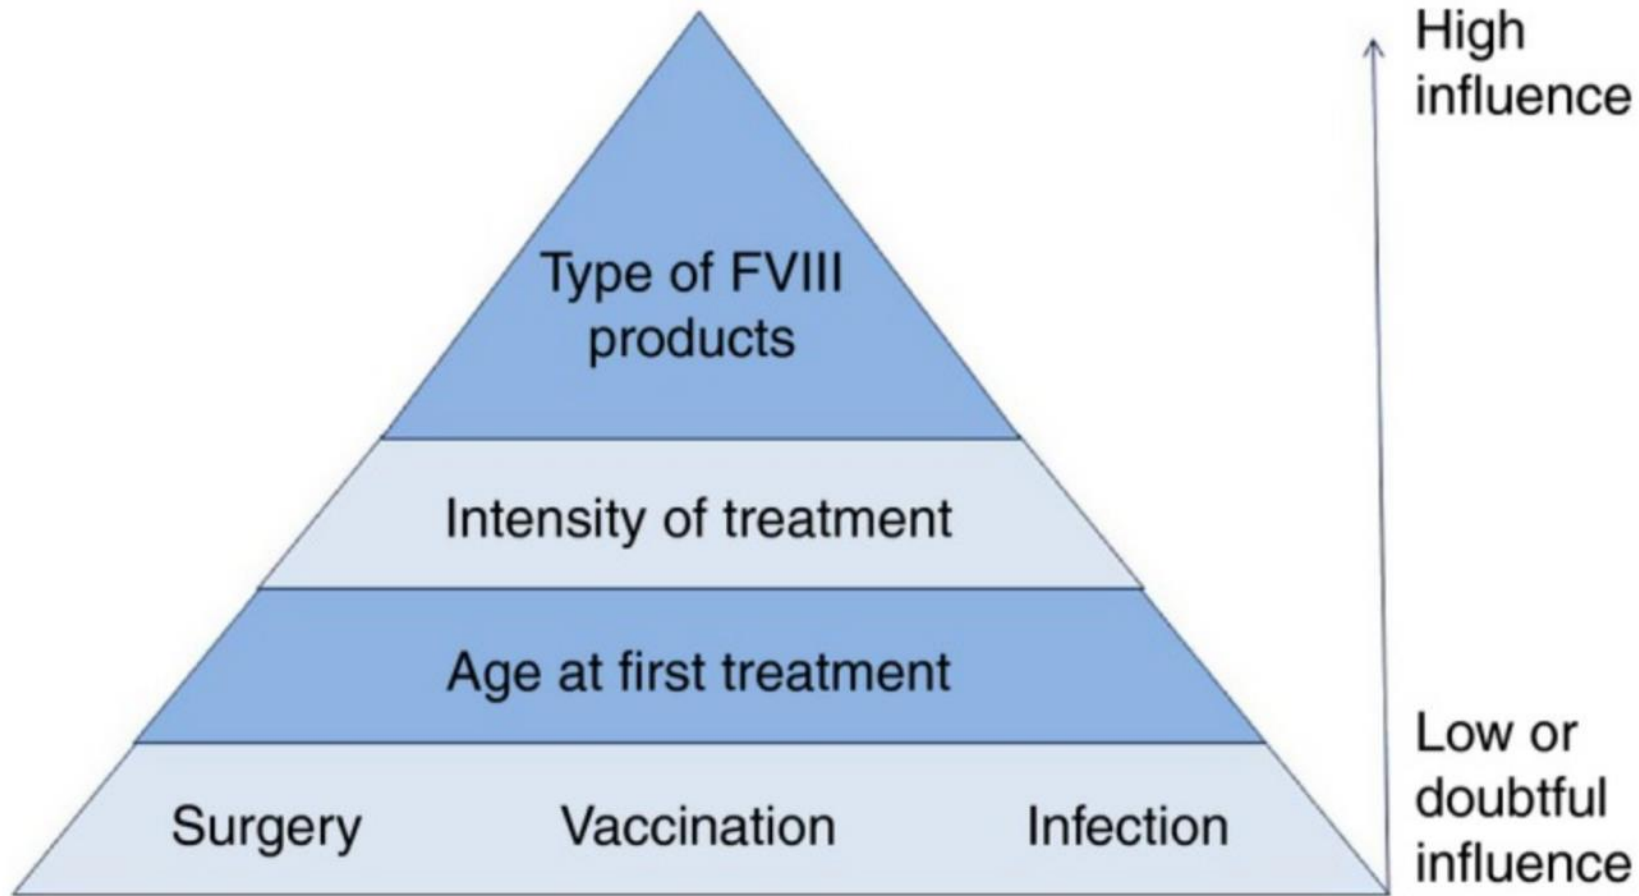 High
influence
Type of FVIII
products
Intensity of treatment
Age at first treatment
Surgery Vaccination Infection
Low or
doubtful
influence